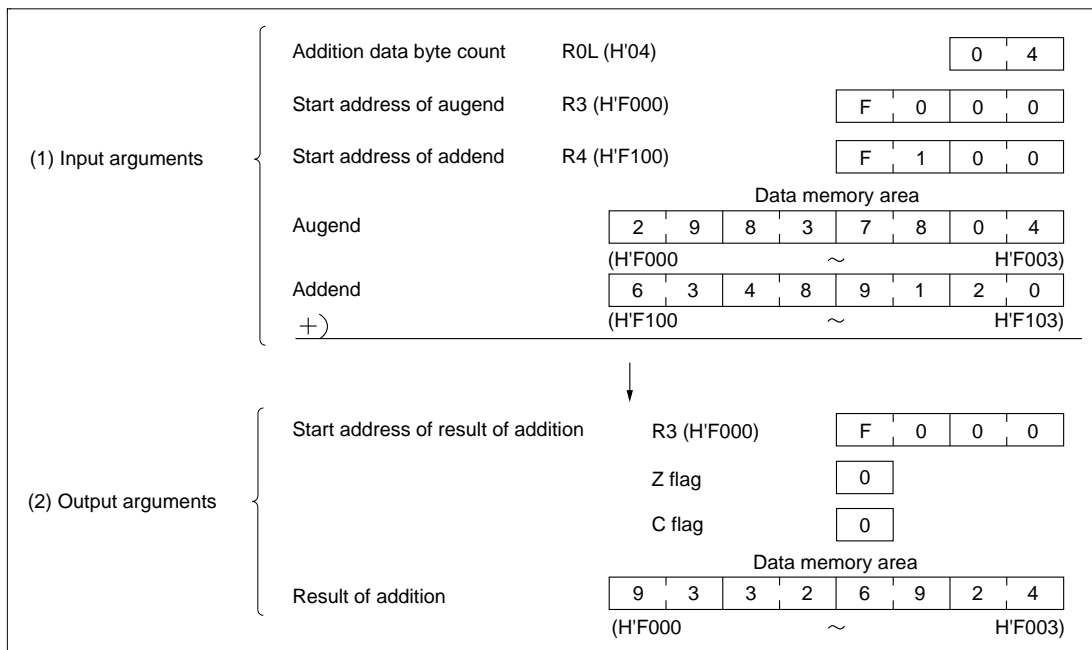 Addition data byte count R0L (H'04) 0 4
Start address of augend R3 (H'F000) F 0 0 0
(1) Input arguments
Start address of addend R4 (H'F100) F 1 0 0
Data memory area
Augend 2 9 8 3 7 8 0 4
(H'F000 ~ H'F003)
Addend 6 3 4 8 9 1 2 0
+) (H'F100 ~ H'F103)
Start address of result of addition R3 (H'F000) F 0 0 0
Z flag 0
(2) Output arguments
C flag 0
Data memory area
Result of addition 9 3 3 2 6 9 2 4
(H'F000 ~ H'F003)